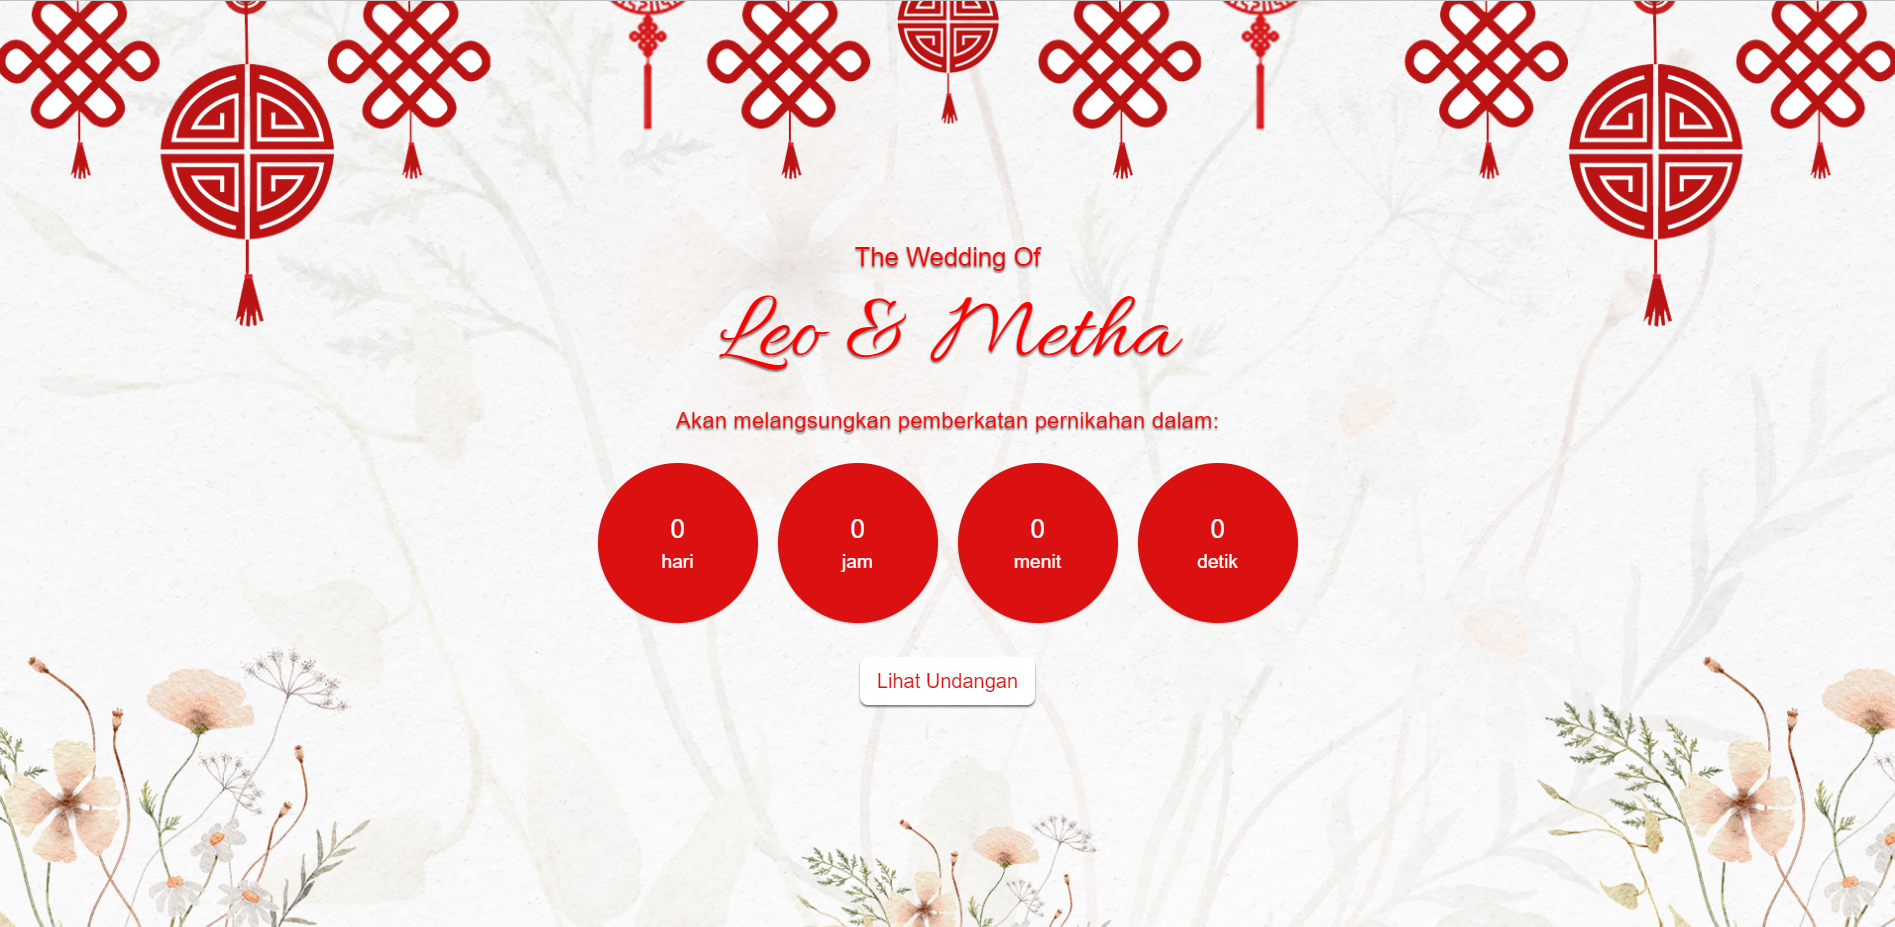 The Wedding Of
Leo & Metha
Akan melangsungkan pemberkatan pernikahan dalam:
0 0 0 0
hari jam menit detik
Lihat Undangan